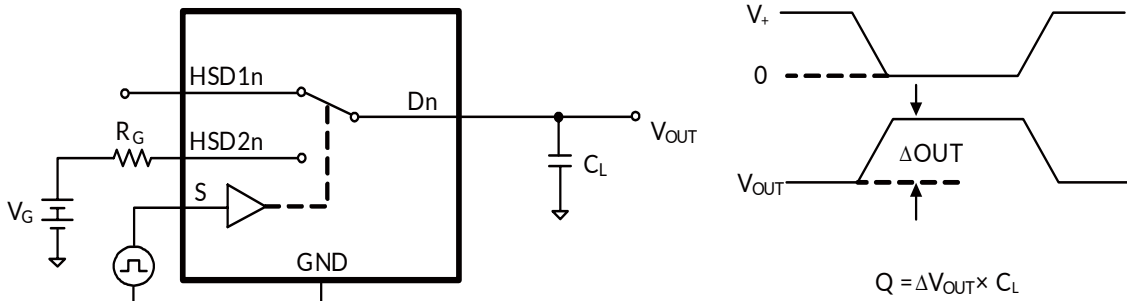 HSD1n
Dn
RG
HSD2n
VOUT
CL
S
VG
GND
V+
0
ΔOUT
VOUT
Q = ΔVOUT× CL